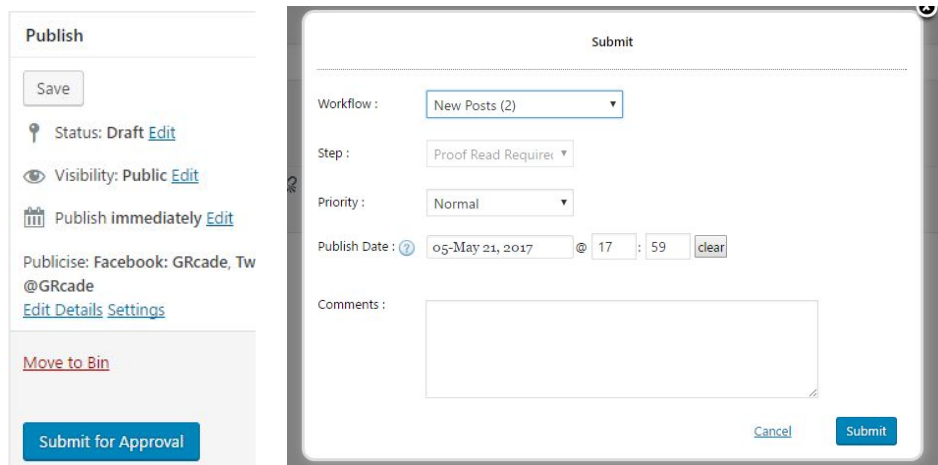 Publish
Save
Status: Draft Edit
Visibility: Public Edit
Publish immediately Edit
Publicise: Facebook: GRcade, Tw
@GRcade
Edit Details Settings
Move to Bin
Submit for Approval
Submit
Workflow : New Posts (2)
Step : Proof Read Required
Priority : Normal
Publish Date : ? 05-May 21, 2017 @ 17 : 59 clear
Comments :
Cancel Submit